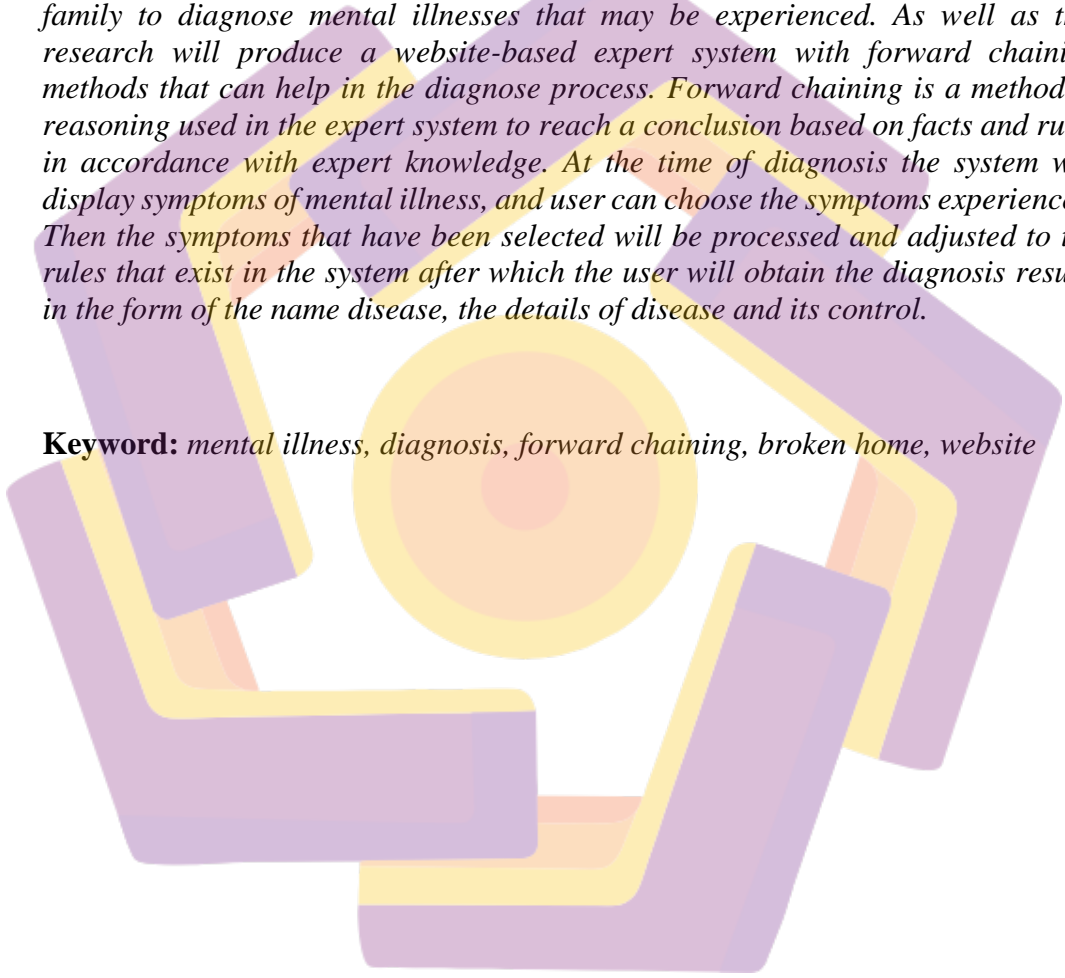 family to diagnose mental illnesses that may be experienced. As well as
research will produce a website-based expert system with forward
methods that can help in the diagnose process. Forward chaining is a
reasoning used in the expert system to reach a conclusion based on facts and
in accordance with expert knowledge. At the time of diagnosis the system
display symptoms of mental illness, and user can choose the symptoms
Then the symptoms that have been selected will be processed and adjusted to
rules that exist in the system after which the user will obtain the diagnosis
in the form of the name disease, the details of disease and its control.
Keyword: mental illness, diagnosis, forward chaining, broken home, website